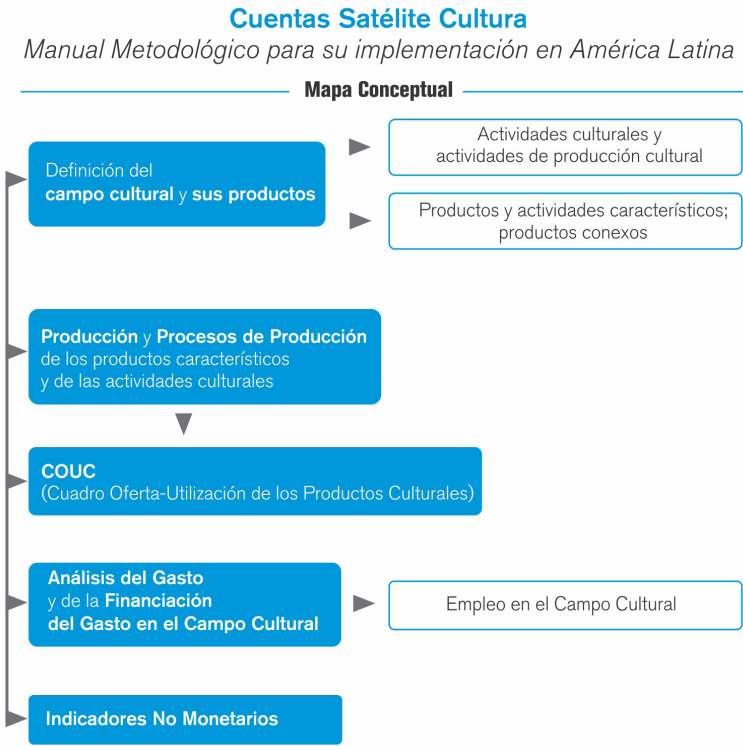 Cuentas Satélite Cultura
Manual Metodológico para su implementación en América Latina
Mapa Conceptual
Definición del
campo cultural y sus productos
Actividades culturales y
actividades de producción cultural
Productos y actividades característicos;
productos conexos
Producción y Procesos de Producción
de los productos característicos
y de las actividades culturales
COUC
(Cuadro Oferta-Utilización de los Productos Culturales)
Análisis del Gasto
y de la Financiación
del Gasto en el Campo Cultural
Empleo en el Campo Cultural
Indicadores No Monetarios